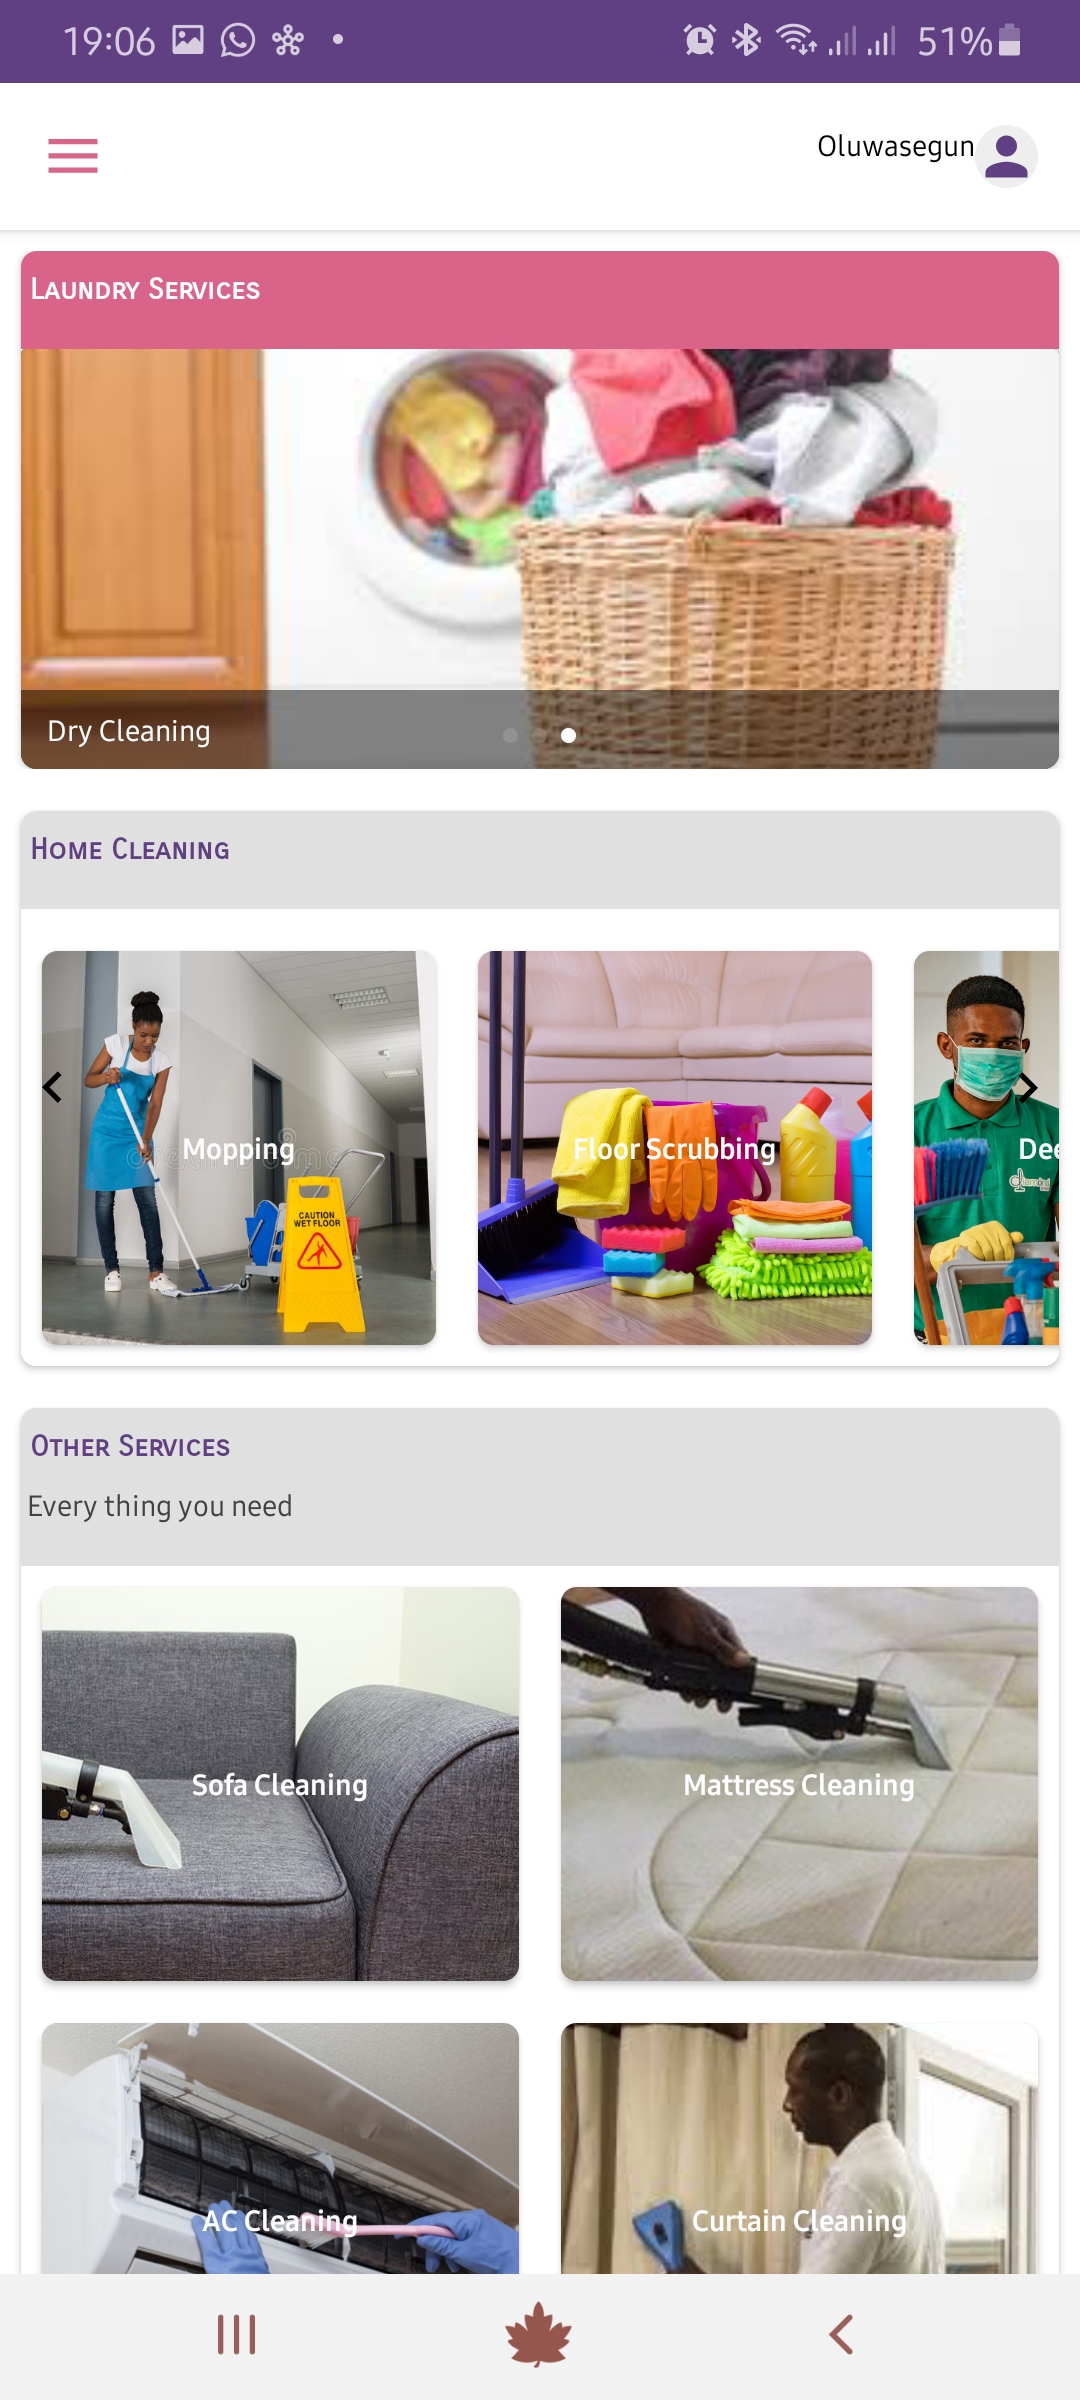 19:06
51%
Oluwasegun
Laundry Services
Dry Cleaning
Home Cleaning
Mopping
CAUTION
WET FLOOR
Floor Scrubbing
Dee
Other Services
Every thing you need
Sofa Cleaning
Mattress Cleaning
AC Cleaning
Curtain Cleaning